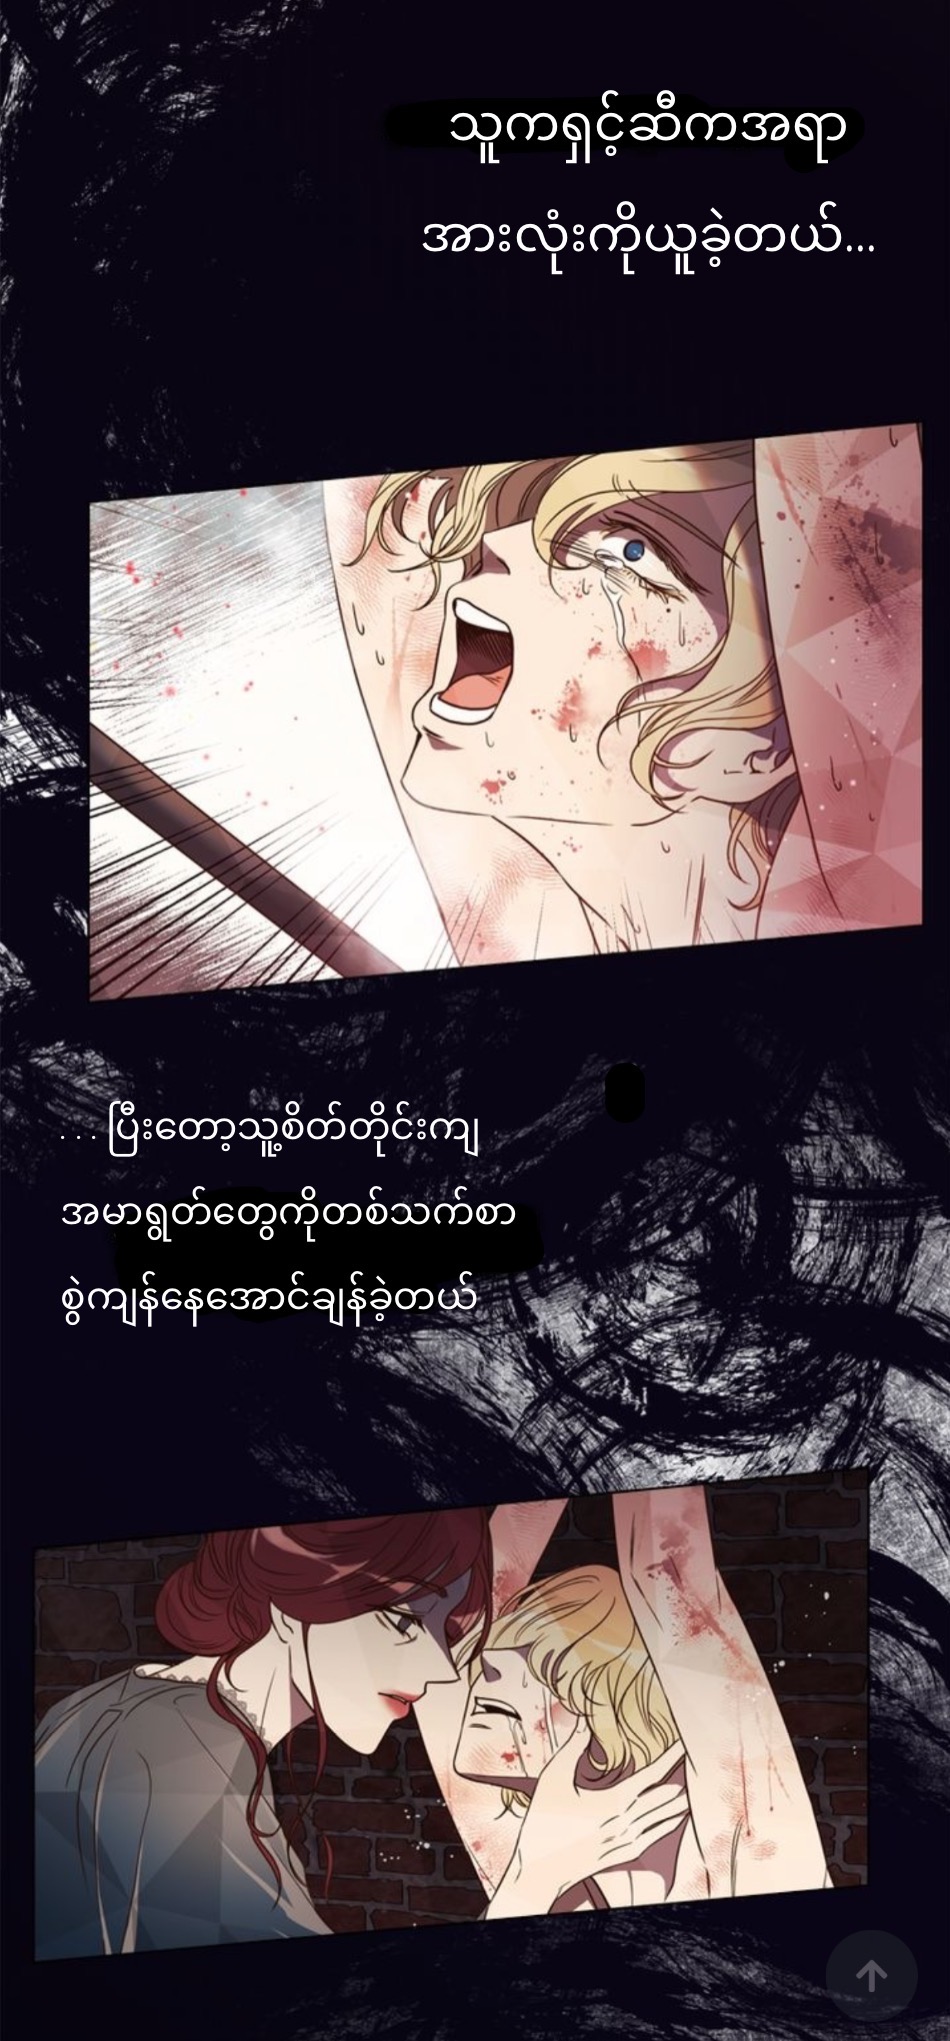 သူကရှင့်ဆီကအရာ
အားလုံးကိုယူခဲ့တယ်...
...ပြီးတော့သူ့စိတ်တိုင်းကျ
အမာရွတ်တွေကိုတစ်သက်စာ
စွဲကျန်နေအောင်ချန်ခဲ့တယ်